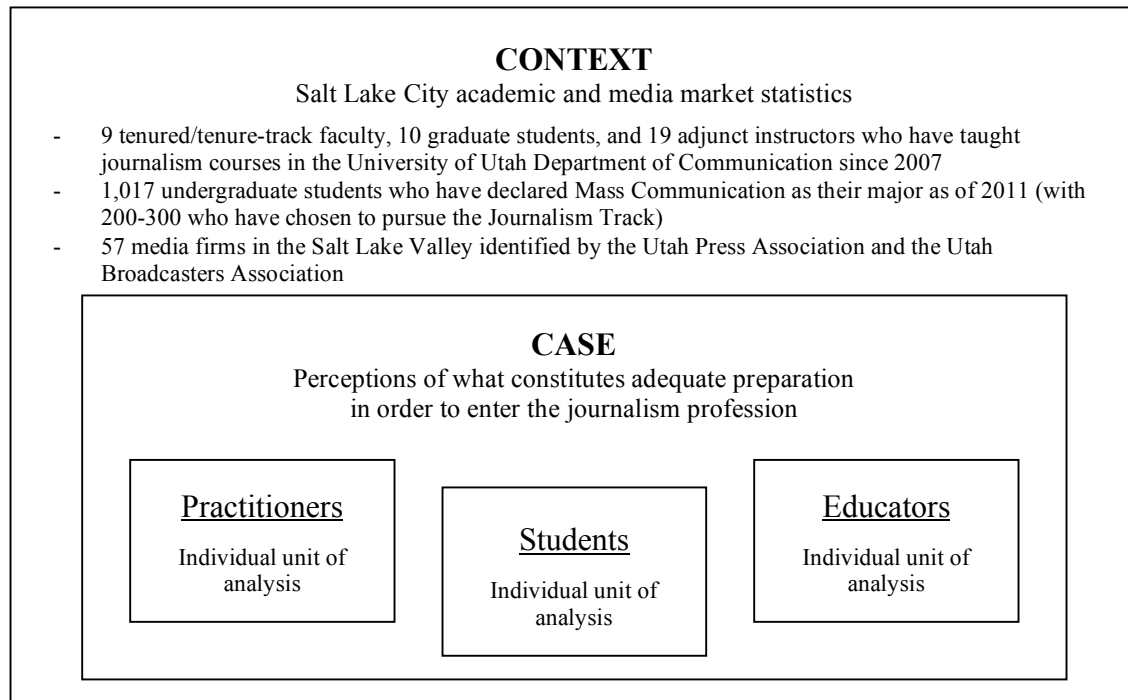 CONTEXT
Salt Lake City academic and media market statistics
- 9 tenured/tenure-track faculty, 10 graduate students, and 19 adjunct instructors who have taught
journalism courses in the University of Utah Department of Communication since 2007
- 1,017 undergraduate students who have declared Mass Communication as their major as of 2011 (with
200-300 who have chosen to pursue the Journalism Track)
- 57 media firms in the Salt Lake Valley identified by the Utah Press Association and the Utah
Broadcasters Association
CASE
Perceptions of what constitutes adequate preparation
in order to enter the journalism profession
Practitioners
Individual unit of
analysis
Students
Individual unit of
analysis
Educators
Individual unit of
analysis